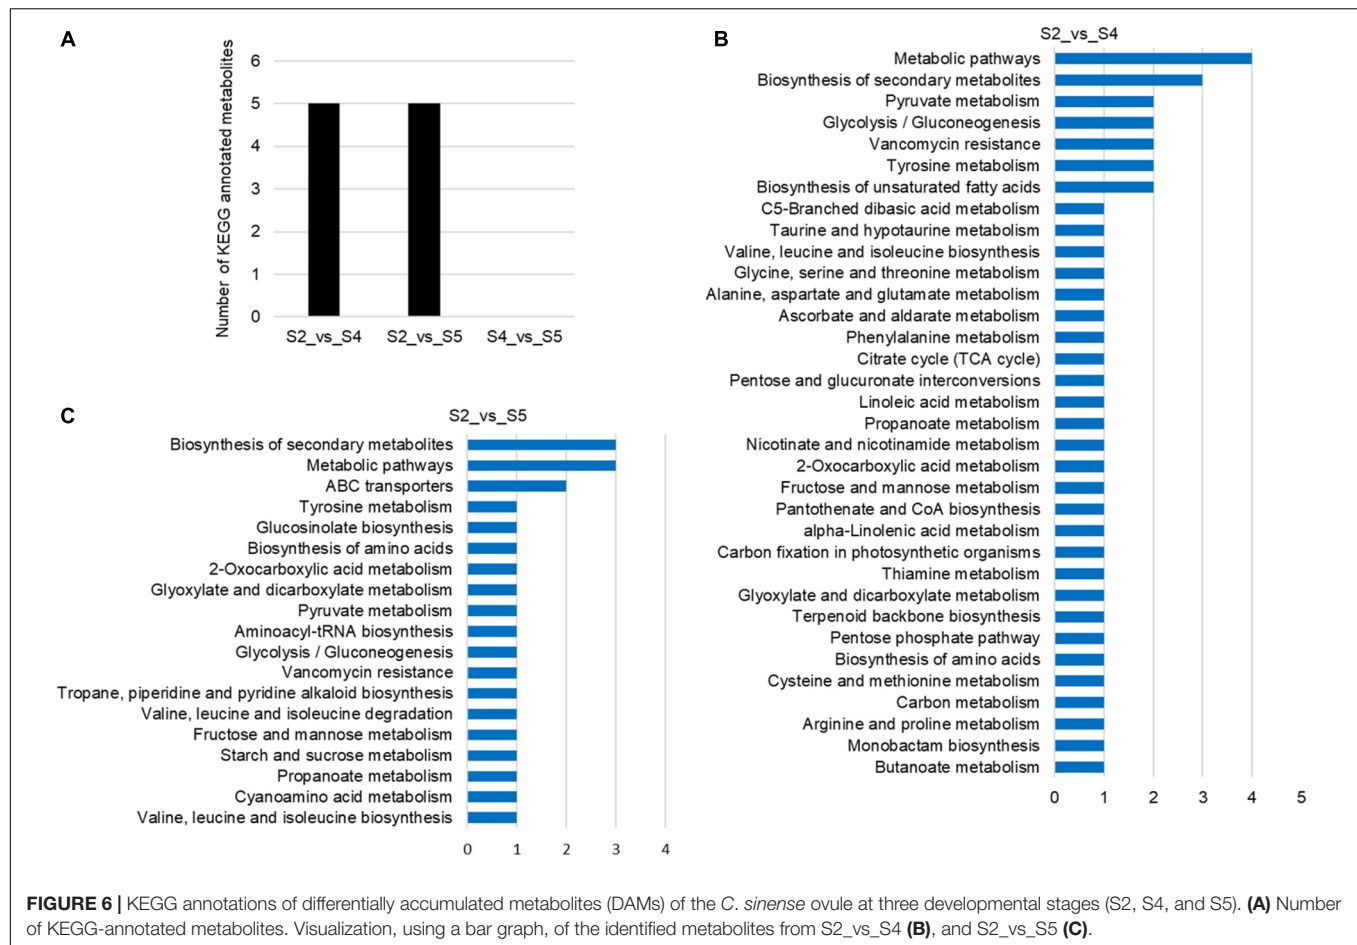 A
Number of KEGG annotated metabolites
6
5
4
3
2
1
0
S2_vs_S4
S2_vs_S5
S4_vs_S5
B
S2_vs_S4
Metabolic pathways
Biosynthesis of secondary metabolites
Pyruvate metabolism
Glycolysis / Gluconeogenesis
Vancomycin resistance
Tyrosine metabolism
Biosynthesis of unsaturated fatty acids
C5-Branched dibasic acid metabolism
Taurine and hypotaurine metabolism
Valine, leucine and isoleucine biosynthesis
Glycine, serine and threonine metabolism
Alanine, aspartate and glutamate metabolism
Ascorbate and aldarate metabolism
Phenylalanine metabolism
Citrate cycle (TCA cycle)
Pentose and glucuronate interconversions
Linoleic acid metabolism
Propanoate metabolism
Nicotinate and nicotinamide metabolism
2-Oxocarboxylic acid metabolism
Fructose and mannose metabolism
Pantothenate and CoA biosynthesis
alpha-Linolenic acid metabolism
Carbon fixation in photosynthetic organisms
Thiamine metabolism
Glyoxylate and dicarboxylate metabolism
Terpenoid backbone biosynthesis
Pentose phosphate pathway
Biosynthesis of amino acids
Cysteine and methionine metabolism
Carbon metabolism
Arginine and proline metabolism
Monobactam biosynthesis
Butanoate metabolism
0 1 2 3 4 5
C
S2_vs_S5
Biosynthesis of secondary metabolites
Metabolic pathways
ABC transporters
Tyrosine metabolism
Glucosinolate biosynthesis
Biosynthesis of amino acids
2-Oxocarboxylic acid metabolism
Glyoxylate and dicarboxylate metabolism
Pyruvate metabolism
Aminoacyl-tRNA biosynthesis
Glycolysis / Gluconeogenesis
Vancomycin resistance
Tropane, piperidine and pyridine alkaloid biosynthesis
Valine, leucine and isoleucine degradation
Fructose and mannose metabolism
Starch and sucrose metabolism
Propanoate metabolism
Cyanoamino acid metabolism
Valine, leucine and isoleucine biosynthesis
0 1 2 3 4
FIGURE 6 | KEGG annotations of differentially accumulated metabolites (DAMs) of the C. sinense ovule at three developmental stages (S2, S4, and S5). (A) Number
of KEGG-annotated metabolites. Visualization, using a bar graph, of the identified metabolites from S2_vs_S4 (B), and S2_vs_S5 (C).